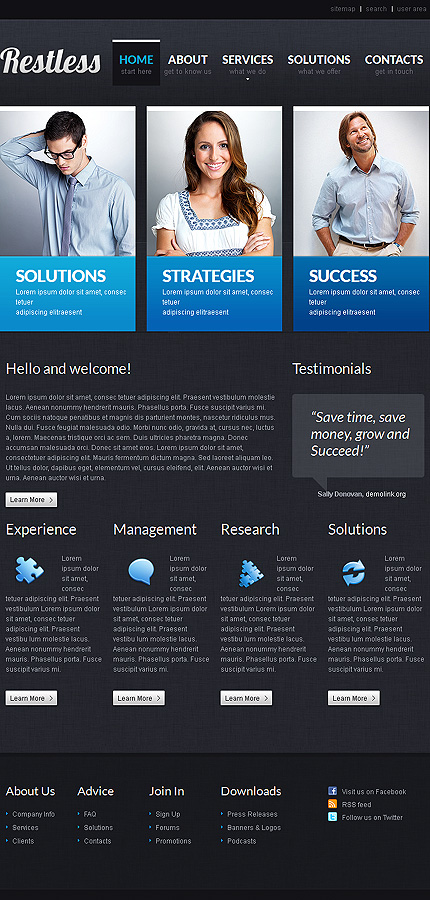 sitemap | search | user area
Restless
HOME ABOUT SERVICES SOLUTIONS CONTACTS
start here get to know us what we do what we offer get in touch
SOLUTIONS
Lorem ipsum dolor sit amet, consec
tetuer
adipiscing elitraesent
STRATEGIES
Lorem ipsum dolor sit amet, consec
tetuer
adipiscing elitraesent
SUCCESS
Lorem ipsum dolor sit amet, consec
tetuer
adipiscing elitraesent
Hello and welcome!
Lorem ipsum dolor sit amet, consec tetuer adipiscing elit. Praesent vestibulum molestie
lacus. Aenean nonummy hendrerit mauris. Phasellus porta. Fusce suscipit varius mi.
Cum sociis natoque penatibus et magnis dis parturient montes, nascetur ridiculus mus.
Nulla dui. Fusce feugiat malesuada odio. Morbi nunc odio, gravida at, cursus nec, luctus
a, lorem. Maecenas tristique orci ac sem. Duis ultricies pharetra magna. Donec
accumsan malesuada orci. Donec sit amet eros. Lorem ipsum dolor sit amet, consec
tetuer adipiscing elit. Mauris fermentum dictum magna. Sed laoreet aliquam leo.
Ut tellus dolor, dapibus eget, elementum vel, cursus eleifend, elit. Aenean auctor wisi et
urna. Aenean auctor wisi et urna.
Learn More
Testimonials
“Save time, save
money, grow and
Succeed!”
Sally Donovan, demolink.org
Experience
Lorem
ipsum dolor
sit amet,
consec
tetuer adipiscing elit. Praesent
vestibulum Lorem ipsum dolor
sit amet, consec tetuer
adipiscing elit. Praesent
vestibu lum molestie lacus.
Aenean nonummy hendrerit
mauris. Phasellus porta. Fusce
suscipit varius mi.
Learn More
Management
Lorem
ipsum dolor
sit amet,
consec
tetuer adipiscing elit. Praesent
vestibulum Lorem ipsum dolor
sit amet, consec tetuer
adipiscing elit. Praesent
vestibu lum molestie lacus.
Aenean nonummy hendrerit
mauris. Phasellus porta. Fusce
suscipit varius mi.
Learn More
Research
Lorem
ipsum dolor
sit amet,
consec
tetuer adipiscing elit. Praesent
vestibulum Lorem ipsum dolor
sit amet, consec tetuer
adipiscing elit. Praesent
vestibu lum molestie lacus.
Aenean nonummy hendrerit
mauris. Phasellus porta. Fusce
suscipit varius mi.
Learn More
Solutions
Lorem
ipsum dolor
sit amet,
consec
tetuer adipiscing elit. Praesent
vestibulum Lorem ipsum dolor
sit amet, consec tetuer
adipiscing elit. Praesent
vestibu lum molestie lacus.
Aenean nonummy hendrerit
mauris. Phasellus porta. Fusce
suscipit varius mi.
Learn More
About Us
Company Info
Services
Clients
Advice
FAQ
Solutions
Contacts
Join In
Sign Up
Forums
Promotions
Downloads
Press Releases
Banners & Logos
Podcasts
Visit us on Facebook
RSS feed
Follow us on Twitter